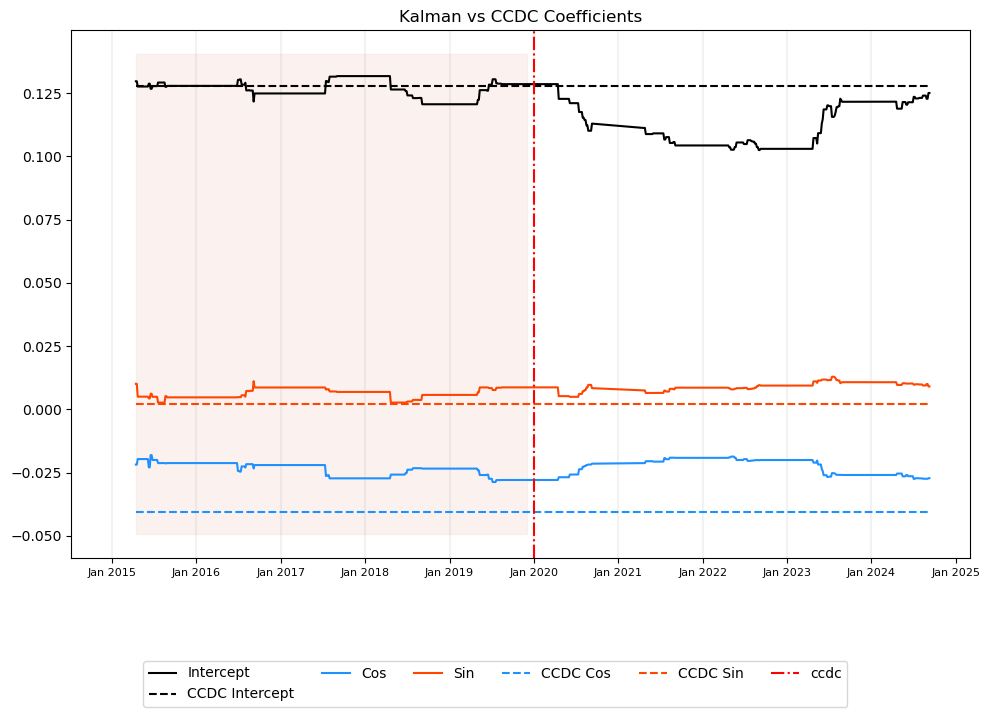 Kalman vs CCDC Coefficients
0.125
0.100
0.075
0.050
0.025
0.000
−0.025
−0.050
Jan 2015 Jan 2016 Jan 2017 Jan 2018 Jan 2019 Jan 2020 Jan 2021 Jan 2022 Jan 2023 Jan 2024 Jan 2025
Intercept Cos Sin CCDC Cos CCDC Sin ccdc
CCDC Intercept